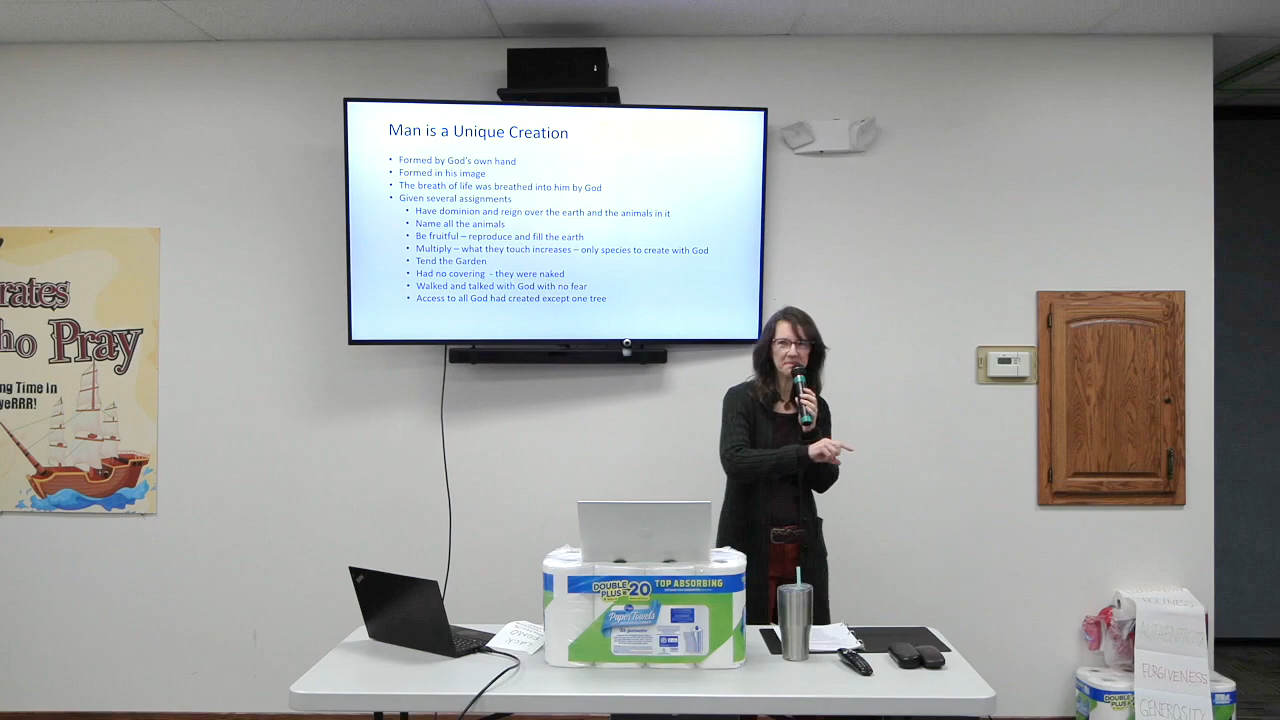 Man is a Unique Creation
• Formed by God's own hand
• Formed in his image
• The breath of life was breathed into him by God
• Given several assignments
• Have dominion and reign over the earth and the animals in it
• Name all the animals
• Be fruitful – reproduce and fill the earth
• Multiply – what they touch increases – only species to create with God
• Tend the Garden
• Had no covering - they were naked
• Walked and talked with God with no fear
• Access to all God had created except one tree
rates
ho Pray
ng Time In
yeRRR!
DOUBLE PLUS
20
TOP ABSORBING
Paper Towels
HOLINESS
FORGIVENESS
GENEROSITY
DOUBLE
PLUS